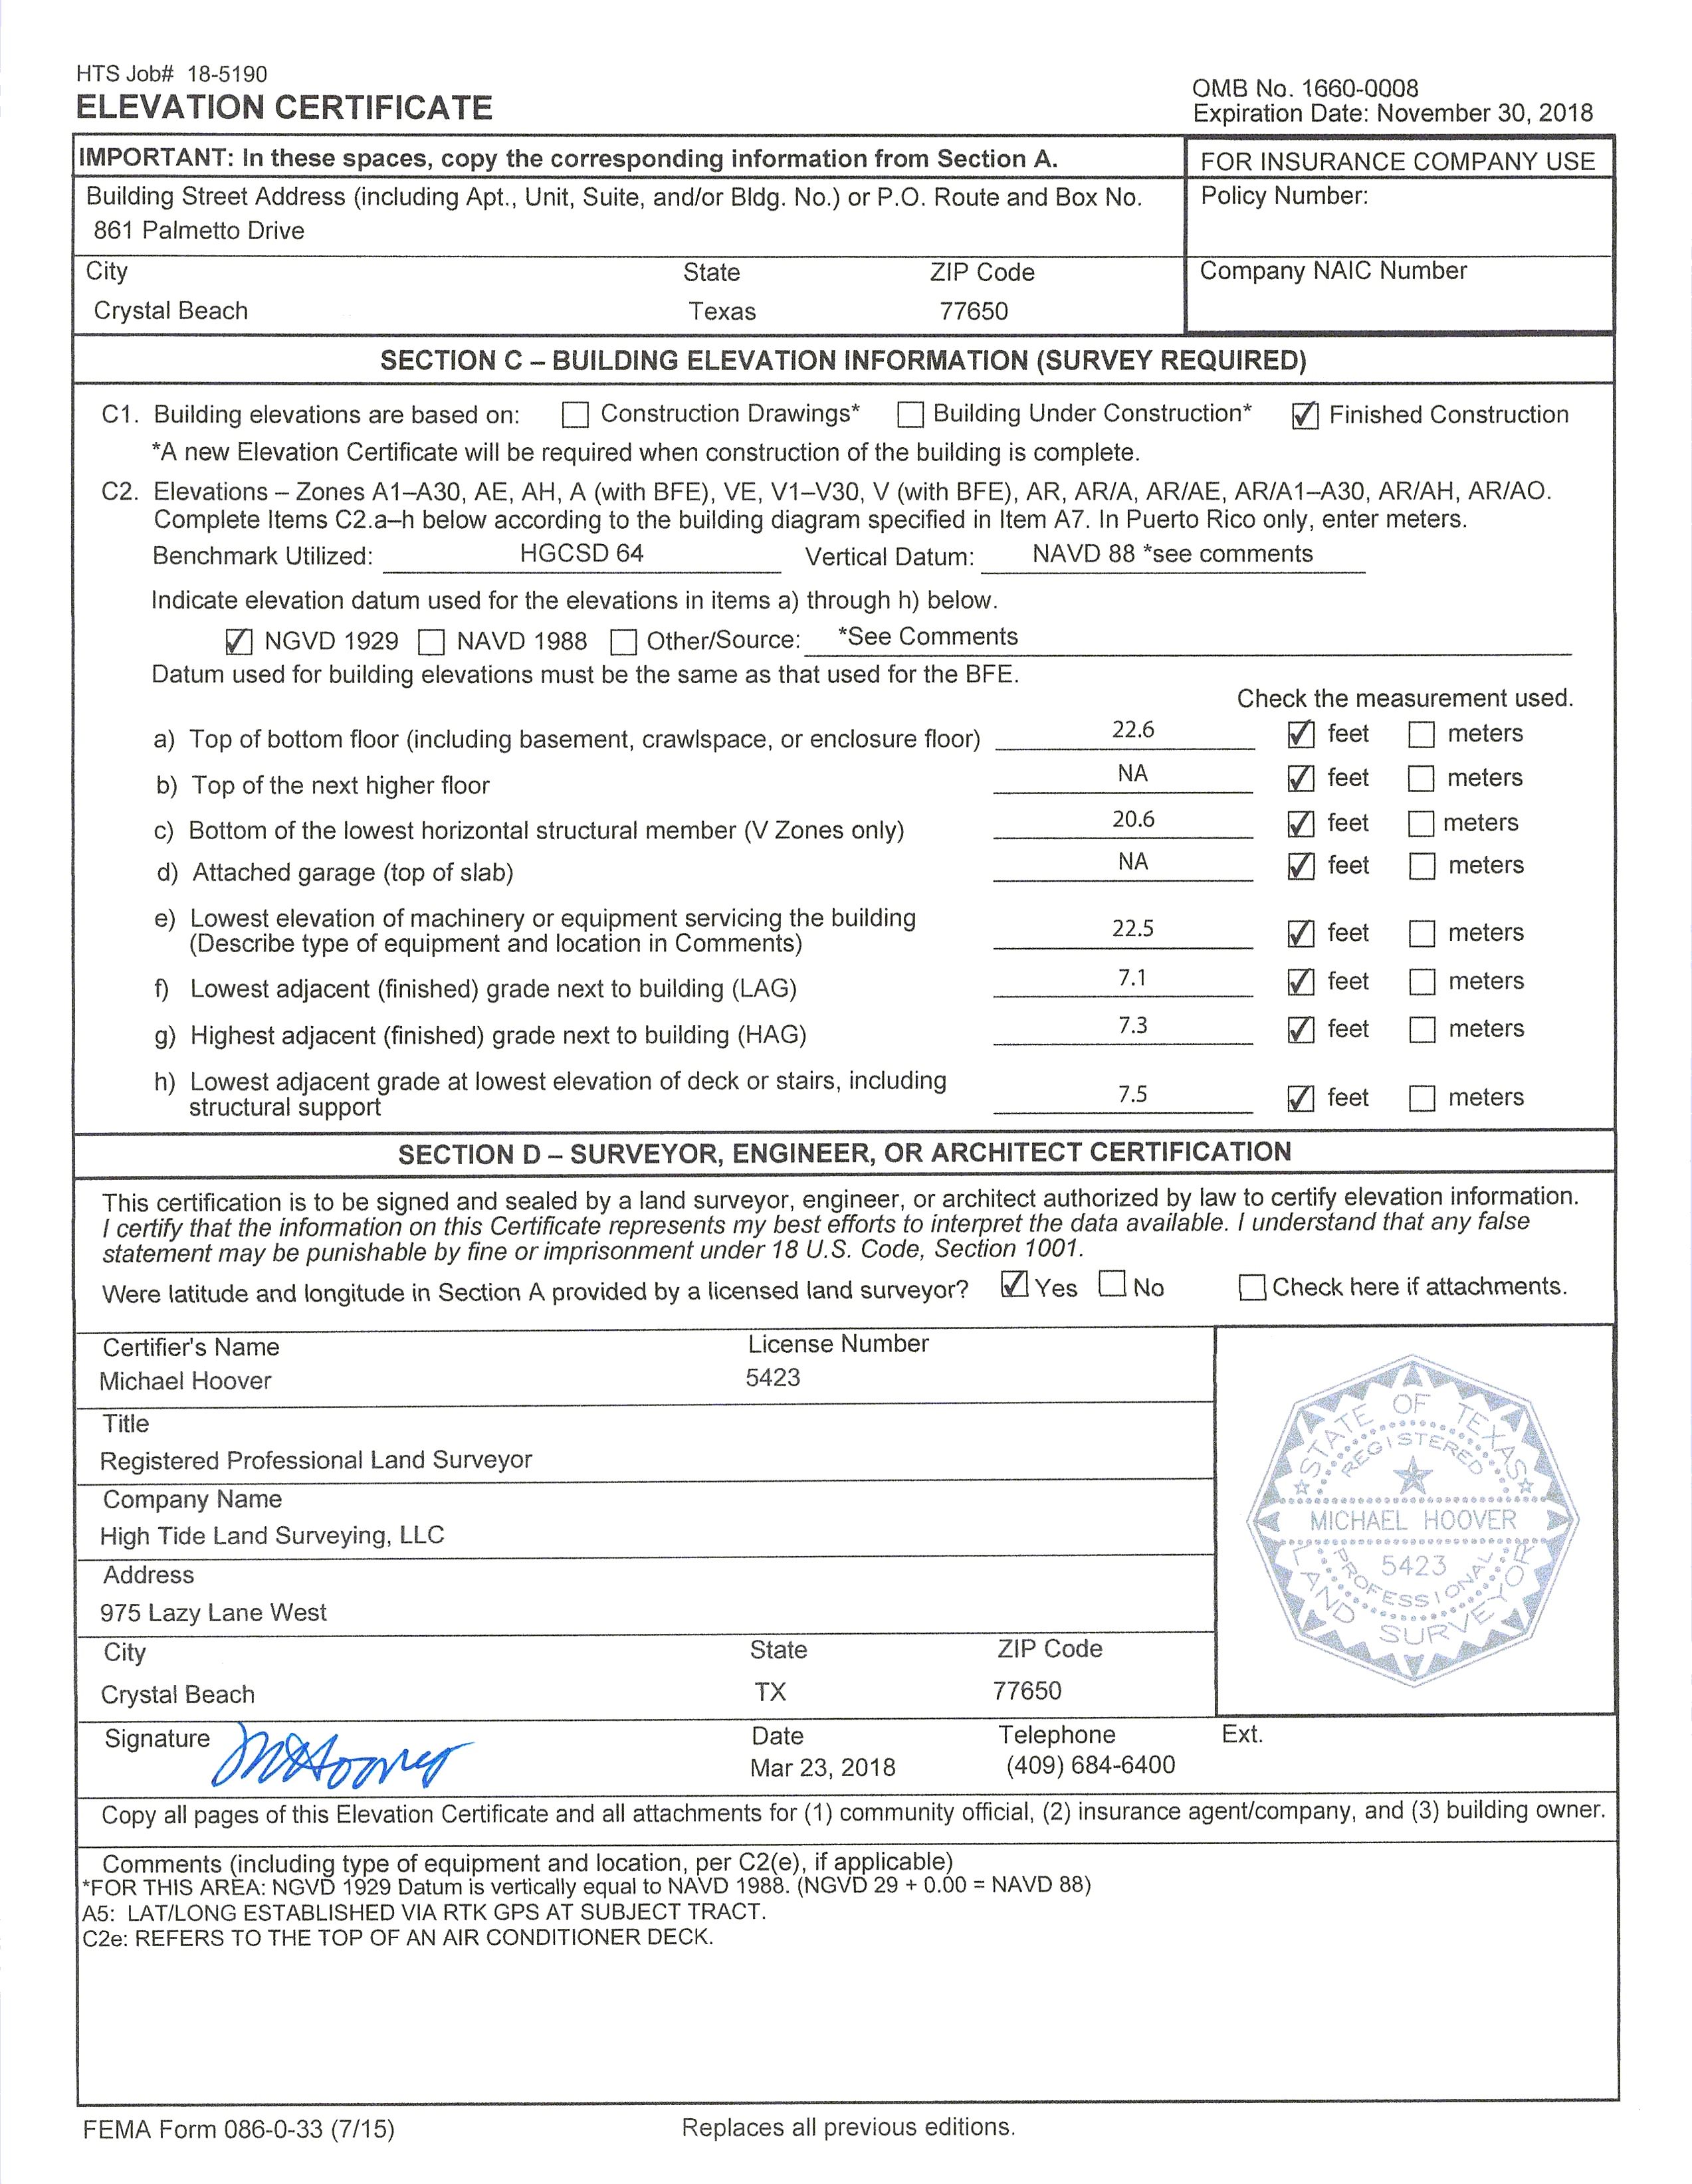 HTS Job# 18-5190
ELEVATION CERTIFICATE
OMB No. 1660-0008
Expiration Date: November 30, 2018
IMPORTANT: In these spaces, copy the corresponding information from Section A.
FOR INSURANCE COMPANY USE
Building Street Address (including Apt., Unit, Suite, and/or Bldg. No.) or P.O. Route and Box No.
861 Palmetto Drive
Policy Number:
City State ZIP Code
Crystal Beach Texas 77650
Company NAIC Number
SECTION C – BUILDING ELEVATION INFORMATION (SURVEY REQUIRED)
C1. Building elevations are based on: ☐ Construction Drawings* ☐ Building Under Construction* ☑ Finished Construction
*A new Elevation Certificate will be required when construction of the building is complete.
C2. Elevations – Zones A1–A30, AE, AH, A (with BFE), VE, V1–V30, V (with BFE), AR, AR/A, AR/AE, AR/A1–A30, AR/AH, AR/AO.
Complete Items C2.a–h below according to the building diagram specified in Item A7. In Puerto Rico only, enter meters.
Benchmark Utilized: HGCSD 64 Vertical Datum: NAVD 88 *see comments
Indicate elevation datum used for the elevations in items a) through h) below.
☑ NGVD 1929 ☐ NAVD 1988 ☐ Other/Source: *See Comments
Datum used for building elevations must be the same as that used for the BFE.
Check the measurement used.
a) Top of bottom floor (including basement, crawlspace, or enclosure floor) 22.6 ☑ feet ☐ meters
b) Top of the next higher floor NA ☑ feet ☐ meters
c) Bottom of the lowest horizontal structural member (V Zones only) 20.6 ☑ feet ☐ meters
d) Attached garage (top of slab) NA ☑ feet ☐ meters
e) Lowest elevation of machinery or equipment servicing the building
(Describe type of equipment and location in Comments) 22.5 ☑ feet ☐ meters
f) Lowest adjacent (finished) grade next to building (LAG) 7.1 ☑ feet ☐ meters
g) Highest adjacent (finished) grade next to building (HAG) 7.3 ☑ feet ☐ meters
h) Lowest adjacent grade at lowest elevation of deck or stairs, including
structural support 7.5 ☑ feet ☐ meters
SECTION D – SURVEYOR, ENGINEER, OR ARCHITECT CERTIFICATION
This certification is to be signed and sealed by a land surveyor, engineer, or architect authorized by law to certify elevation information.
I certify that the information on this Certificate represents my best efforts to interpret the data available. I understand that any false
statement may be punishable by fine or imprisonment under 18 U.S. Code, Section 1001.
Were latitude and longitude in Section A provided by a licensed land surveyor? ☑ Yes ☐ No ☐ Check here if attachments.
Certifier's Name License Number
Michael Hoover 5423
Title
Registered Professional Land Surveyor
Company Name
High Tide Land Surveying, LLC
Address
975 Lazy Lane West
City State ZIP Code
Crystal Beach TX 77650
STATE OF TEXAS
REGISTERED
MICHAEL HOOVER
5423
PROFESSIONAL
LAND SURVEYOR
Signature Date Telephone Ext.
MHoover Mar 23, 2018 (409) 684-6400
Copy all pages of this Elevation Certificate and all attachments for (1) community official, (2) insurance agent/company, and (3) building owner.
Comments (including type of equipment and location, per C2(e), if applicable)
*FOR THIS AREA: NGVD 1929 Datum is vertically equal to NAVD 1988. (NGVD 29 + 0.00 = NAVD 88)
A5: LAT/LONG ESTABLISHED VIA RTK GPS AT SUBJECT TRACT.
C2e: REFERS TO THE TOP OF AN AIR CONDITIONER DECK.
FEMA Form 086-0-33 (7/15)
Replaces all previous editions.